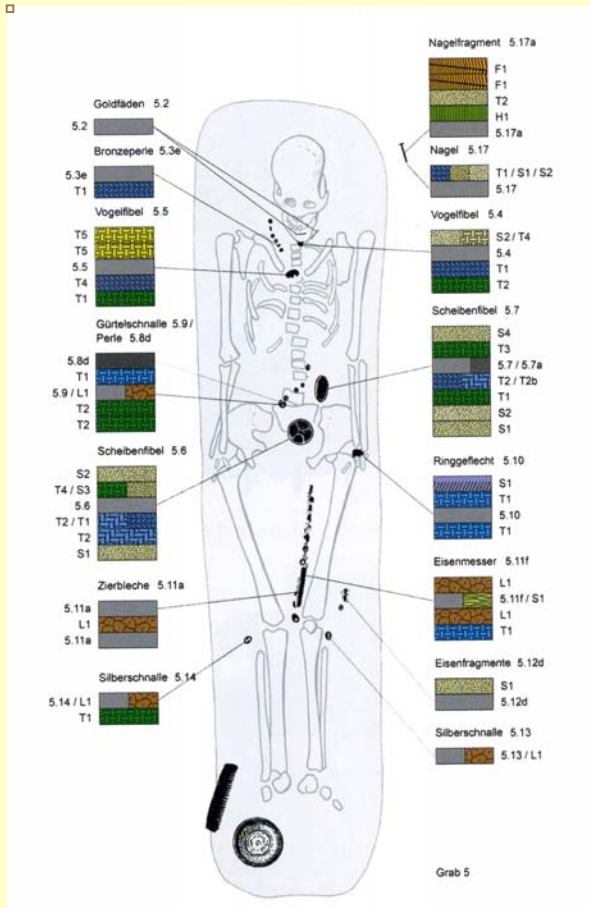 Goldfäden 5.2
5.2
Bronzeperle 5.3e
5.3e
T1
Vogelfibel 5.5
T5
T5
5.5
T4
T1
Gürtelschnalle 5.9 /
Perle 5.8d
5.8d
T1
5.9 / L1
T2
T2
Scheibenfibel 5.6
S2
T4 / S3
5.6
T2 / T1
T2
S1
Zierbleche 5.11a
5.11a
L1
5.11a
Silberschnalle 5.14
5.14 / L1
T1
Nagelfragment 5.17a
F1
F1
T2
H1
5.17a
Nagel 5.17
T1 / S1 / S2
5.17
Vogelfibel 5.4
S2 / T4
5.4
T1
T2
Scheibenfibel 5.7
S4
T3
5.7 / 5.7a
T2 / T2b
T1
S2
S1
Ringgeflecht 5.10
S1
T1
5.10
T1
Eisenmesser 5.11f
L1
5.11f / S1
L1
T1
Eisenfragmente 5.12d
S1
5.12d
Silberschnalle 5.13
5.13 / L1
Grab 5